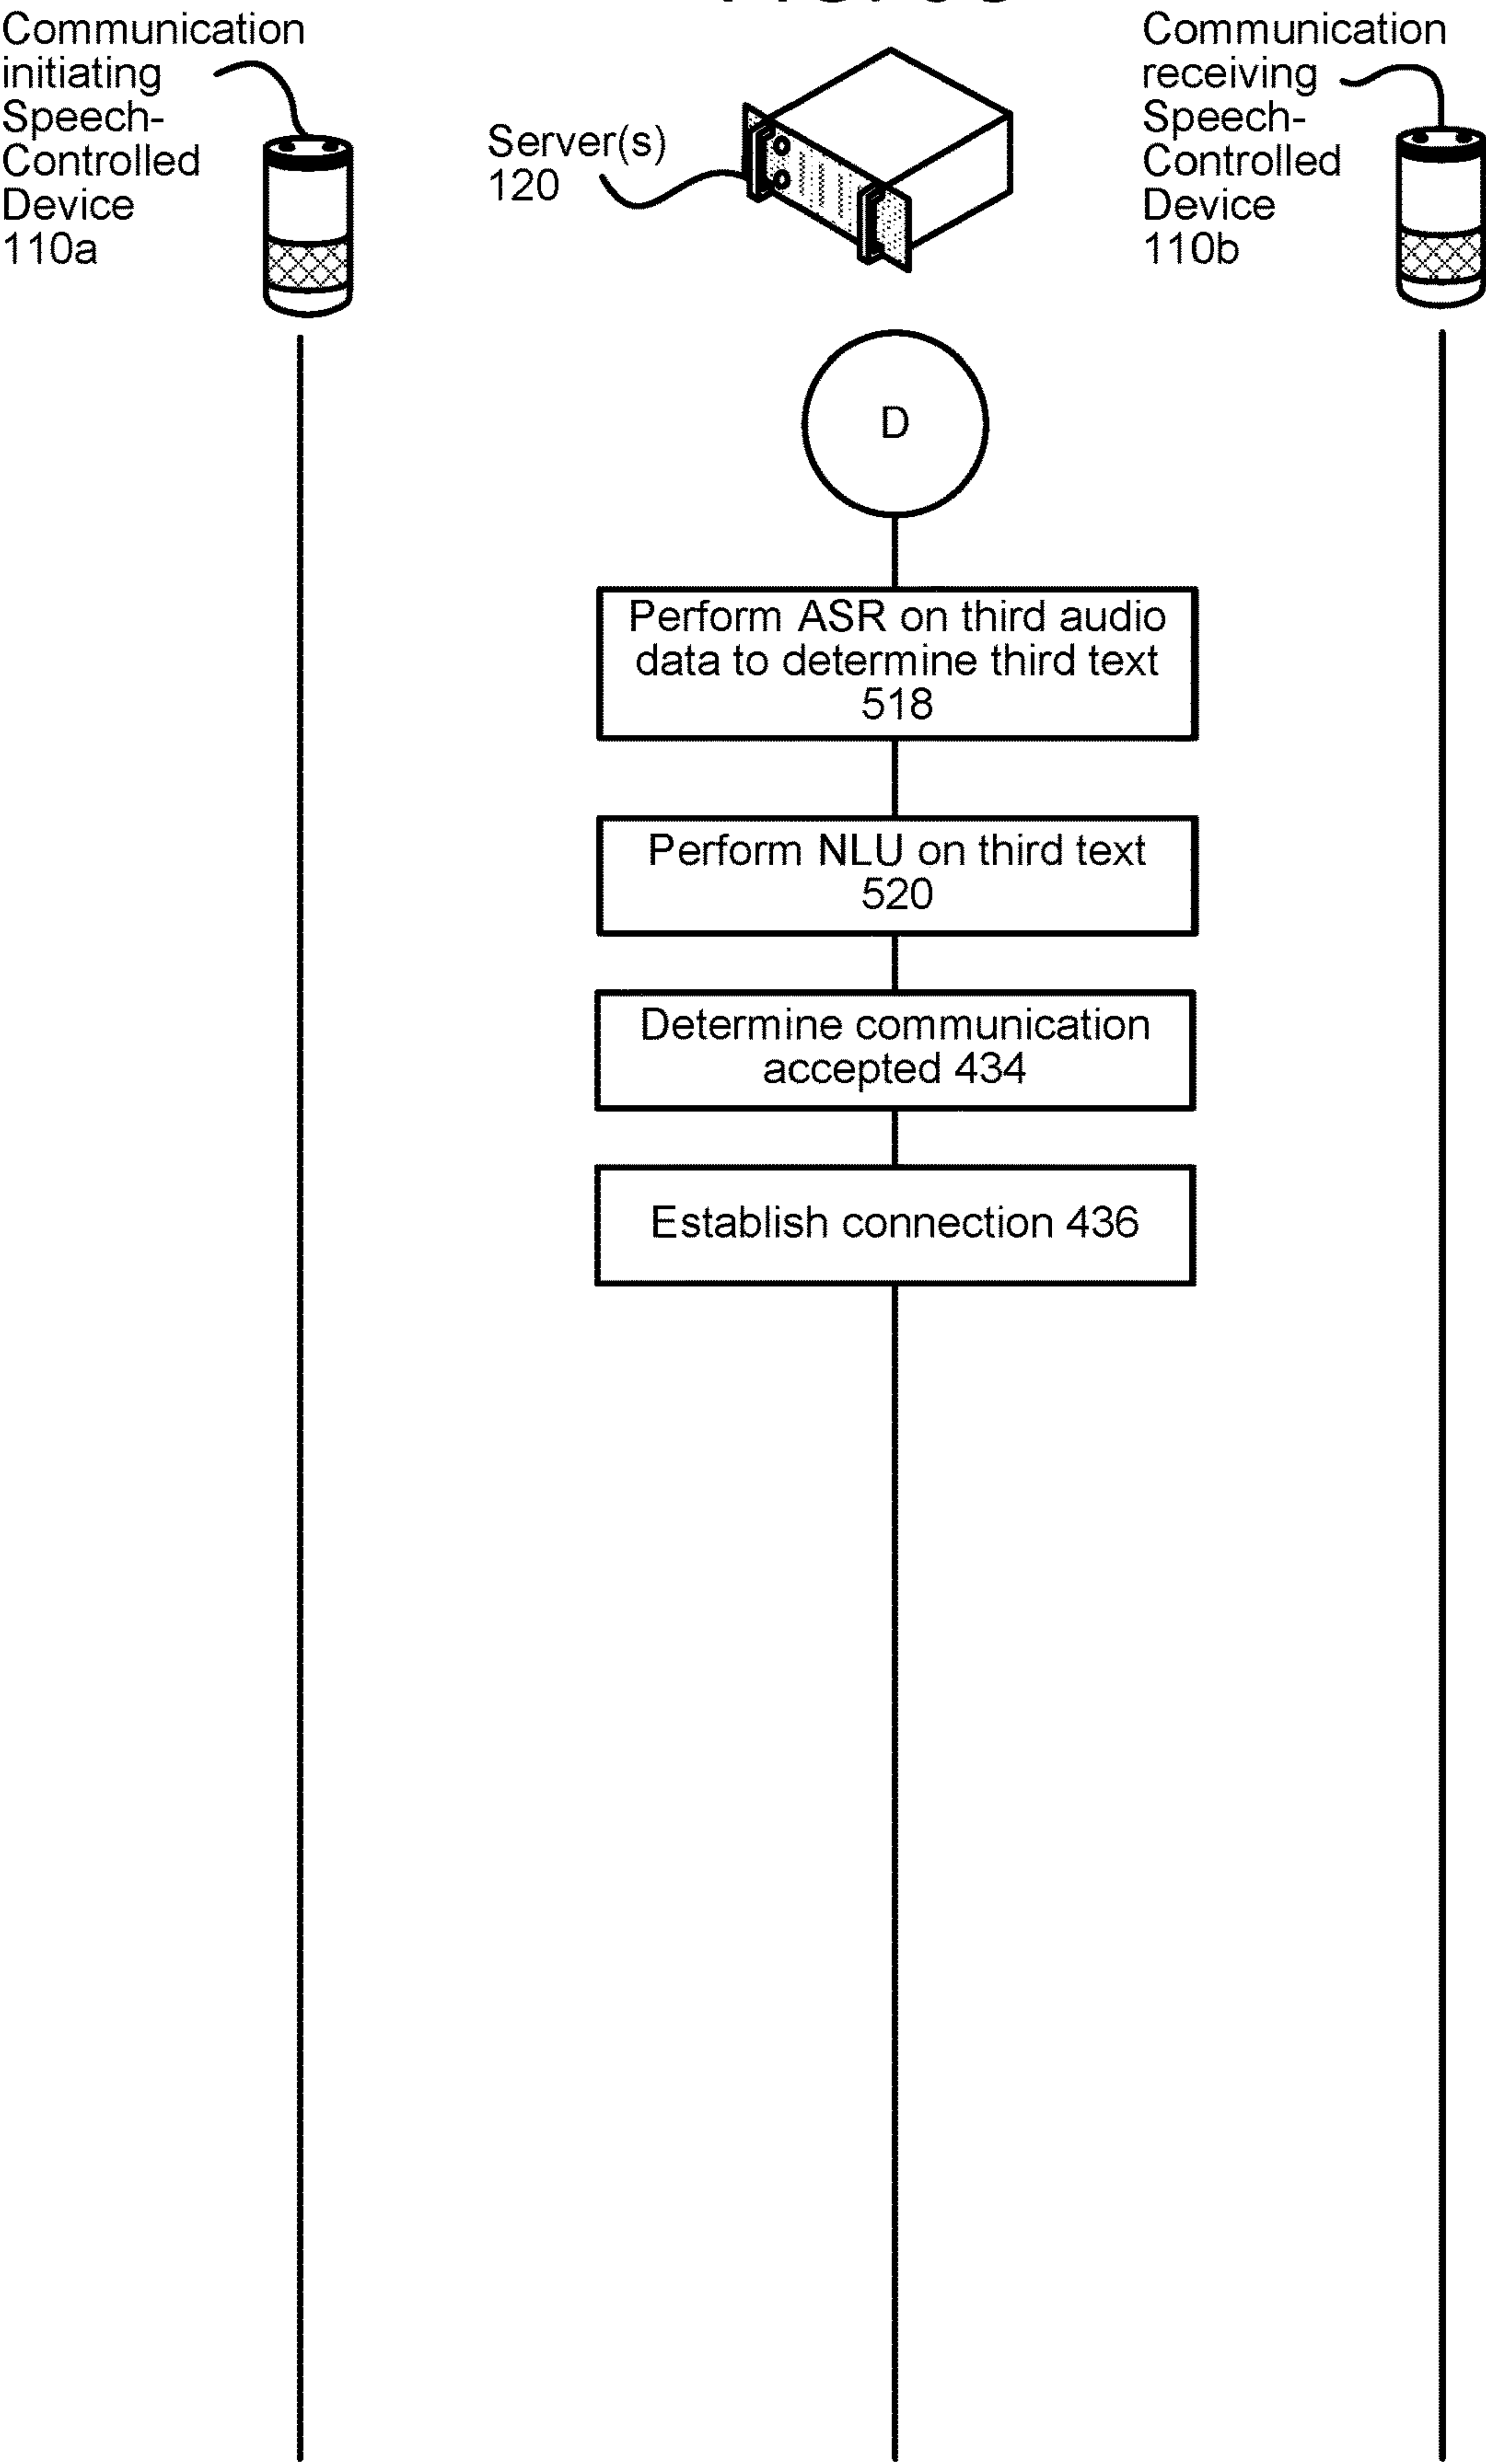 Communication
initiating
Speech-
Controlled
Device
110a
Server(s)
120
Communication
receiving
Speech-
Controlled
Device
110b
D
Perform ASR on third audio
data to determine third text
518
Perform NLU on third text
520
Determine communication
accepted 434
Establish connection 436